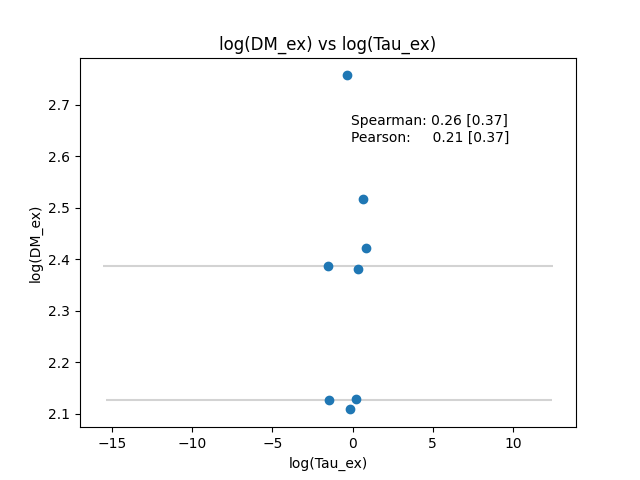 log(DM_ex) vs log(Tau_ex)
Spearman: 0.26 [0.37]
Pearson: 0.21 [0.37]
log(DM_ex)
2.7
2.6
2.5
2.4
2.3
2.2
2.1
−15
−10
−5
0
5
10
log(Tau_ex)